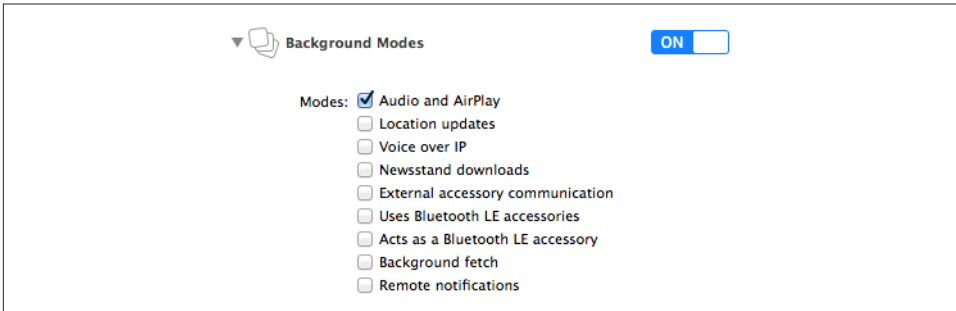 Background Modes ON
Modes: Audio and AirPlay
Location updates
Voice over IP
Newsstand downloads
External accessory communication
Uses Bluetooth LE accessories
Acts as a Bluetooth LE accessory
Background fetch
Remote notifications